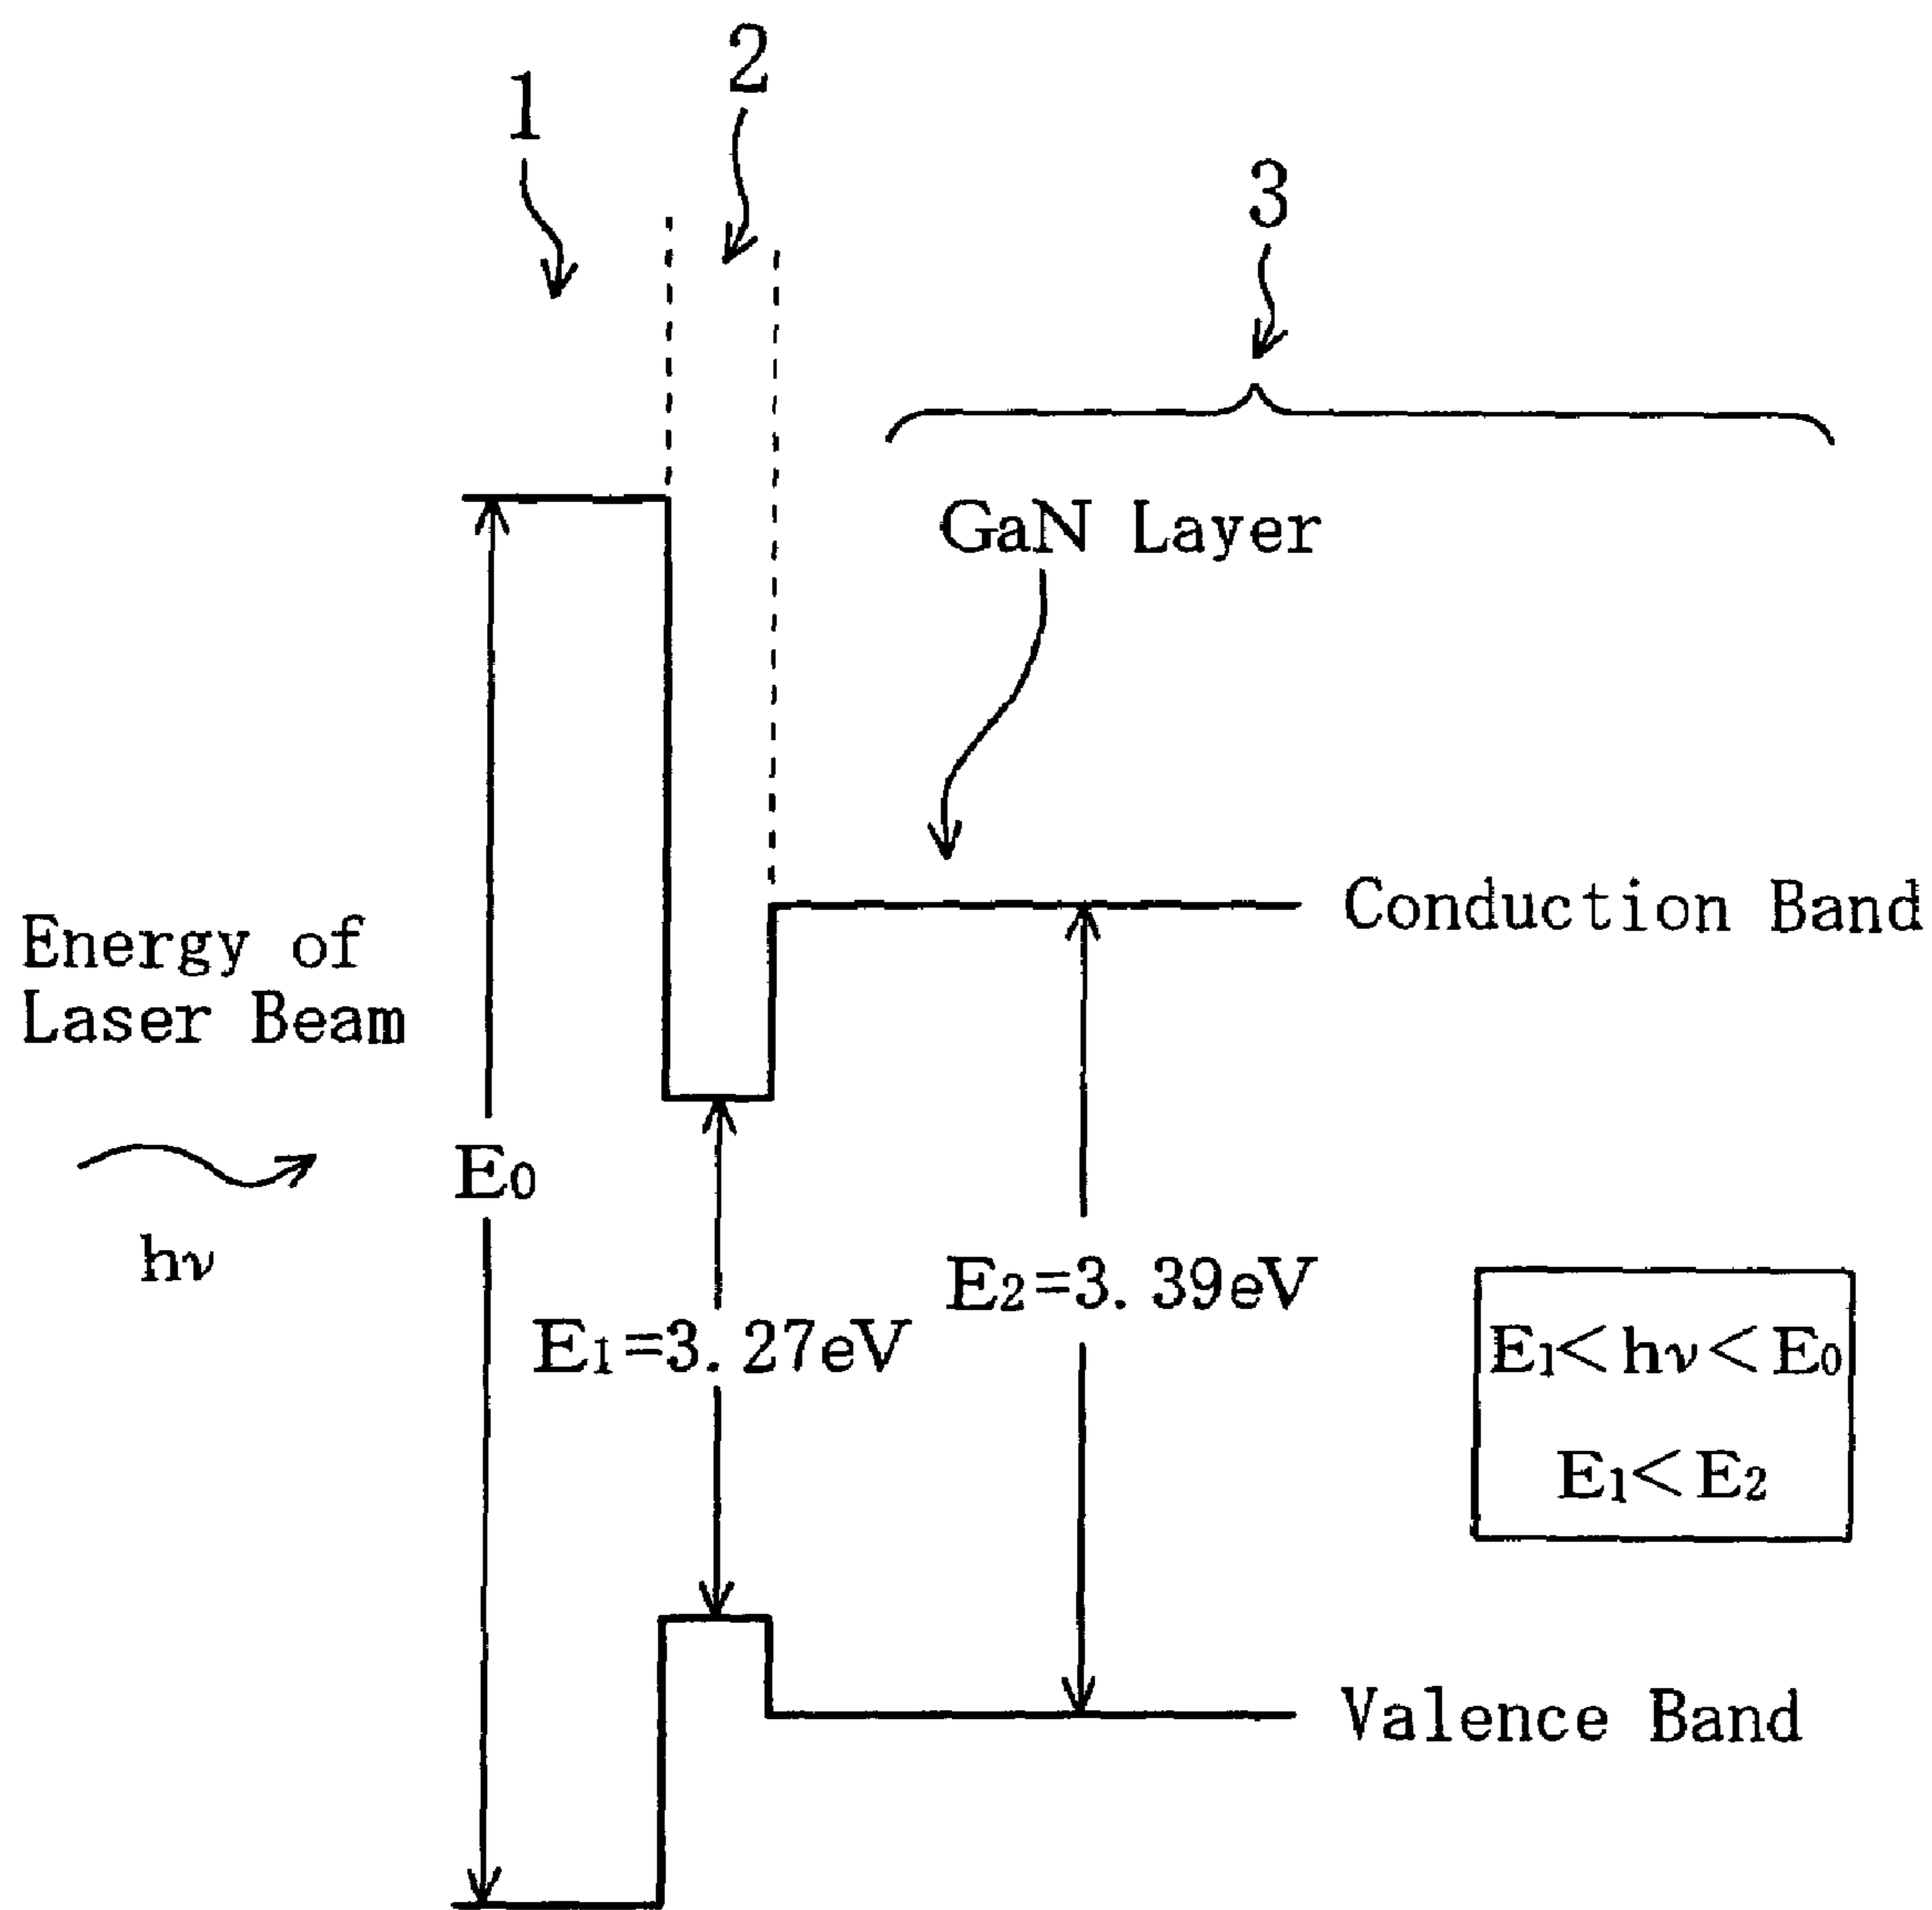 1
2
3
GaN Layer
Conduction Band
Energy of
Laser Beam
E0
hν
E2=3.39eV
E1=3.27eV
E1<hν<E0
E1<E2
Valence Band